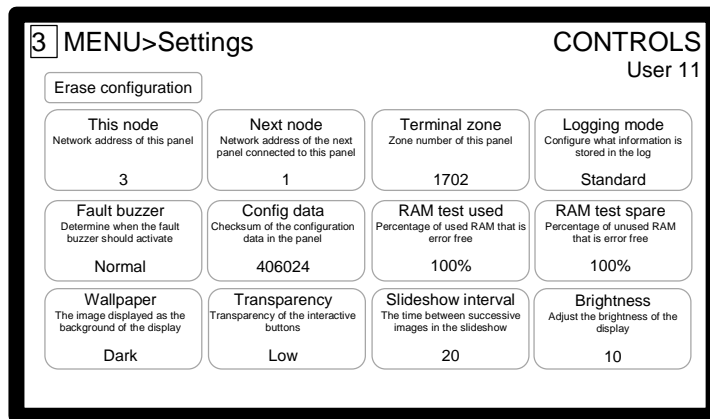 3 MENU>Settings
CONTROLS
User 11
Erase configuration
This node
Network address of this panel
3
Next node
Network address of the next
panel connected to this panel
1
Terminal zone
Zone number of this panel
1702
Logging mode
Configure what information is
stored in the log
Standard
Fault buzzer
Determine when the fault
buzzer should activate
Normal
Config data
Checksum of the configuration
data in the panel
406024
RAM test used
Percentage of used RAM that is
error free
100%
RAM test spare
Percentage of unused RAM
that is error free
100%
Wallpaper
The image displayed as the
background of the display
Dark
Transparency
Transparency of the interactive
buttons
Low
Slideshow interval
The time between successive
images in the slideshow
20
Brightness
Adjust the brightness of the
display
10